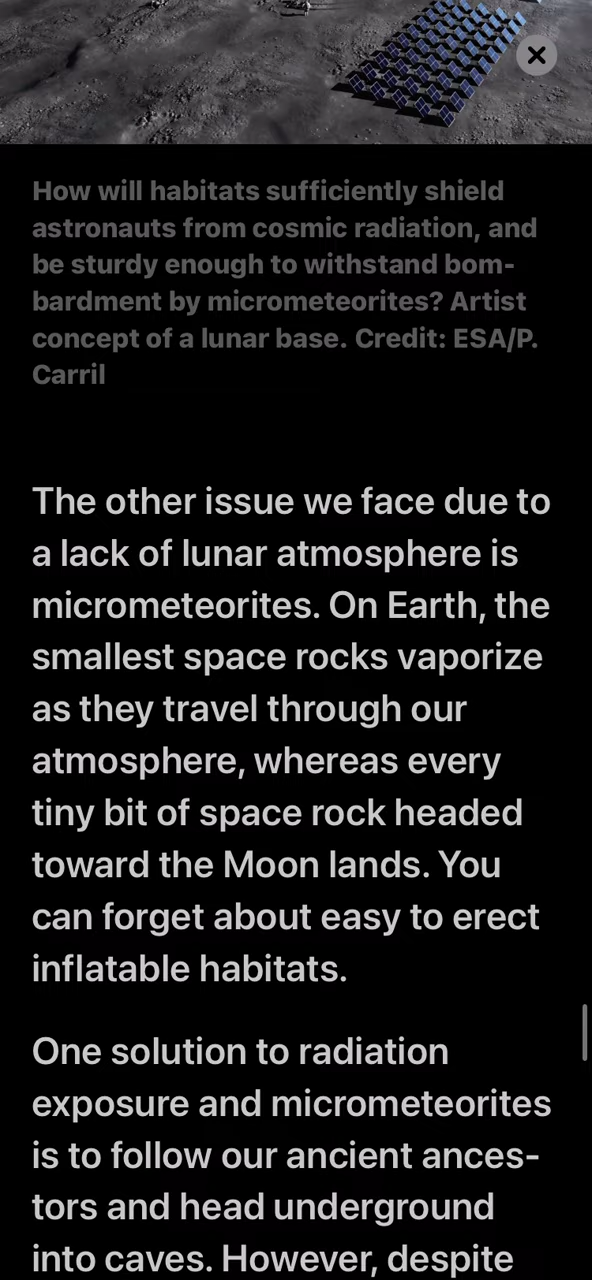 How will habitats sufficiently shield
astronauts from cosmic radiation, and
be sturdy enough to withstand bom-
bardment by micrometeorites? Artist
concept of a lunar base. Credit: ESA/P.
Carril
The other issue we face due to
a lack of lunar atmosphere is
micrometeorites. On Earth, the
smallest space rocks vaporize
as they travel through our
atmosphere, whereas every
tiny bit of space rock headed
toward the Moon lands. You
can forget about easy to erect
inflatable habitats.
One solution to radiation
exposure and micrometeorites
is to follow our ancient ances-
tors and head underground
into caves. However, despite